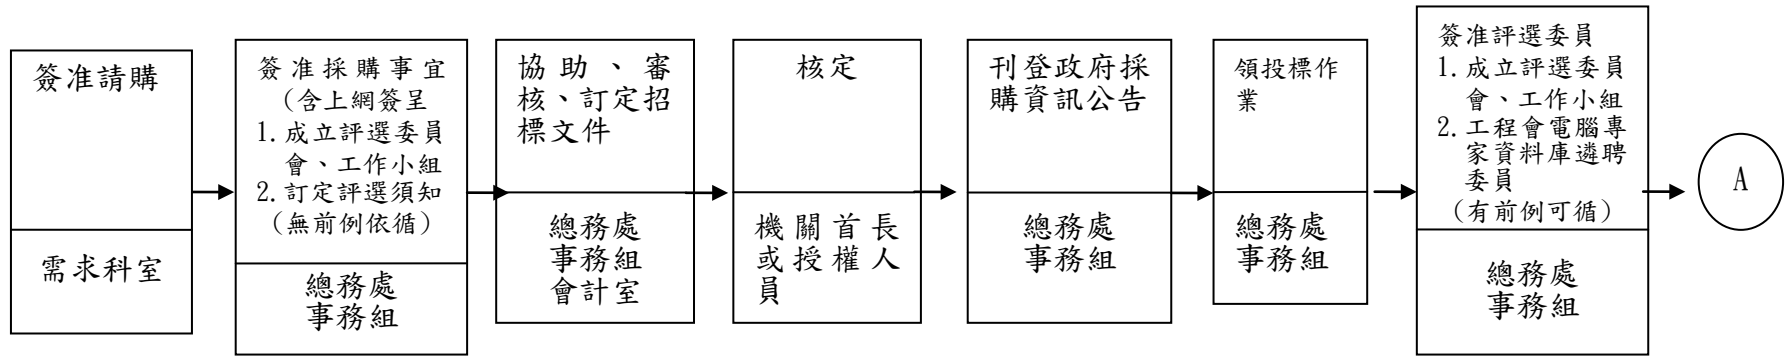 簽准請購
需求科室
簽准採購事宜
(含上網簽呈
1.成立評選委員
會、工作小組
2.訂定評選須知
(無前例依循)
總務處
事務組
協助、審
核、訂定招
標文件
總務處
事務組
會計室
核定
機關首長
或授權人
員
刊登政府採
購資訊公告
總務處
事務組
領投標作
業
總務處
事務組
簽准評選委員
1.成立評選委員
會、工作小組
2.工程會電腦專
家資料庫遴聘
委員
(有前例可循)
總務處
事務組
A